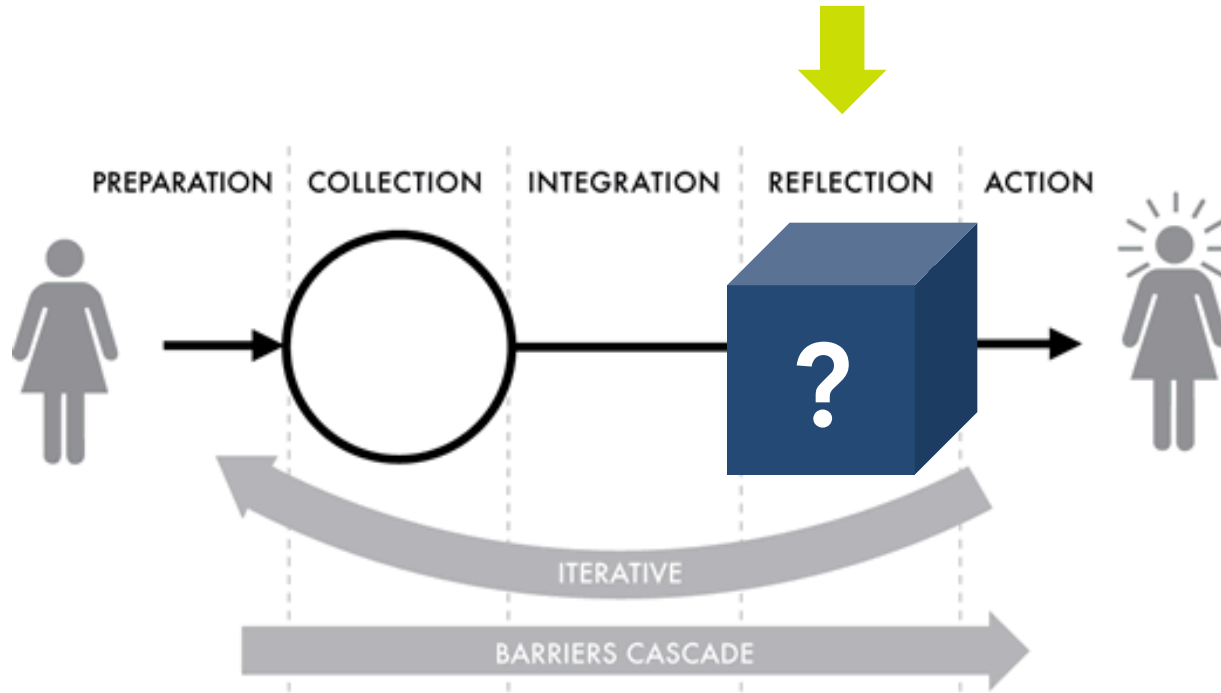 PREPARATION
COLLECTION
INTEGRATION
REFLECTION
ACTION
?
ITERATIVE
BARRIERS CASCADE